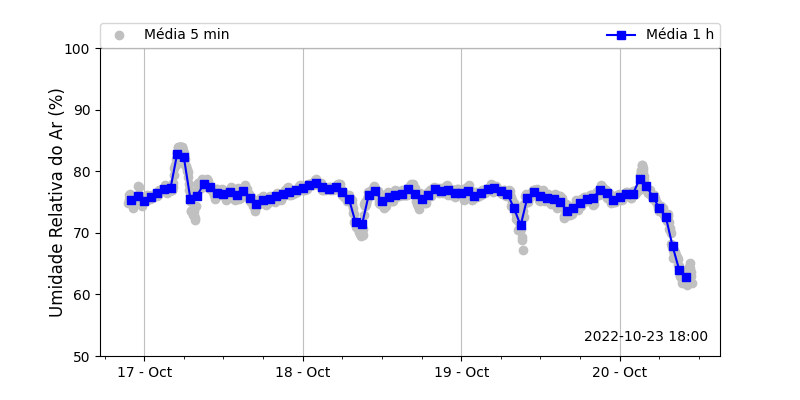 Média 5 min
Média 1 h
100
90
80
70
60
50
Umidade Relativa do Ar (%)
2022-10-23 18:00
17 - Oct
18 - Oct
19 - Oct
20 - Oct